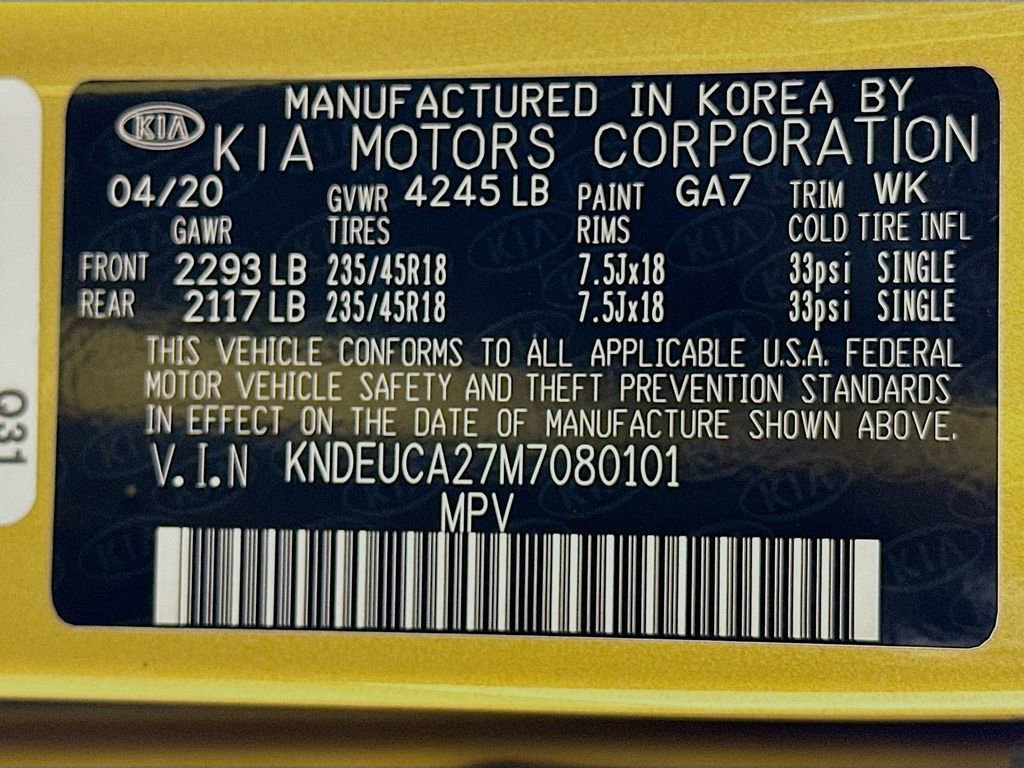 MANUFACTURED IN KOREA BY
KIA KIA MOTORS CORPORATION
04/20 GVWR 4245 LB PAINT GA7 TRIM WK
GAWR TIRES RIMS COLD TIRE INFL
FRONT 2293 LB 235/45R18 7.5Jx18 33psi SINGLE
REAR 2117 LB 235/45R18 7.5Jx18 33psi SINGLE
THIS VEHICLE CONFORMS TO ALL APPLICABLE U.S.A. FEDERAL
MOTOR VEHICLE SAFETY AND THEFT PREVENTION STANDARDS
IN EFFECT ON THE DATE OF MANUFACTURE SHOWN ABOVE.
V.I.N KNDEUCA27M7080101
MPV
Q31